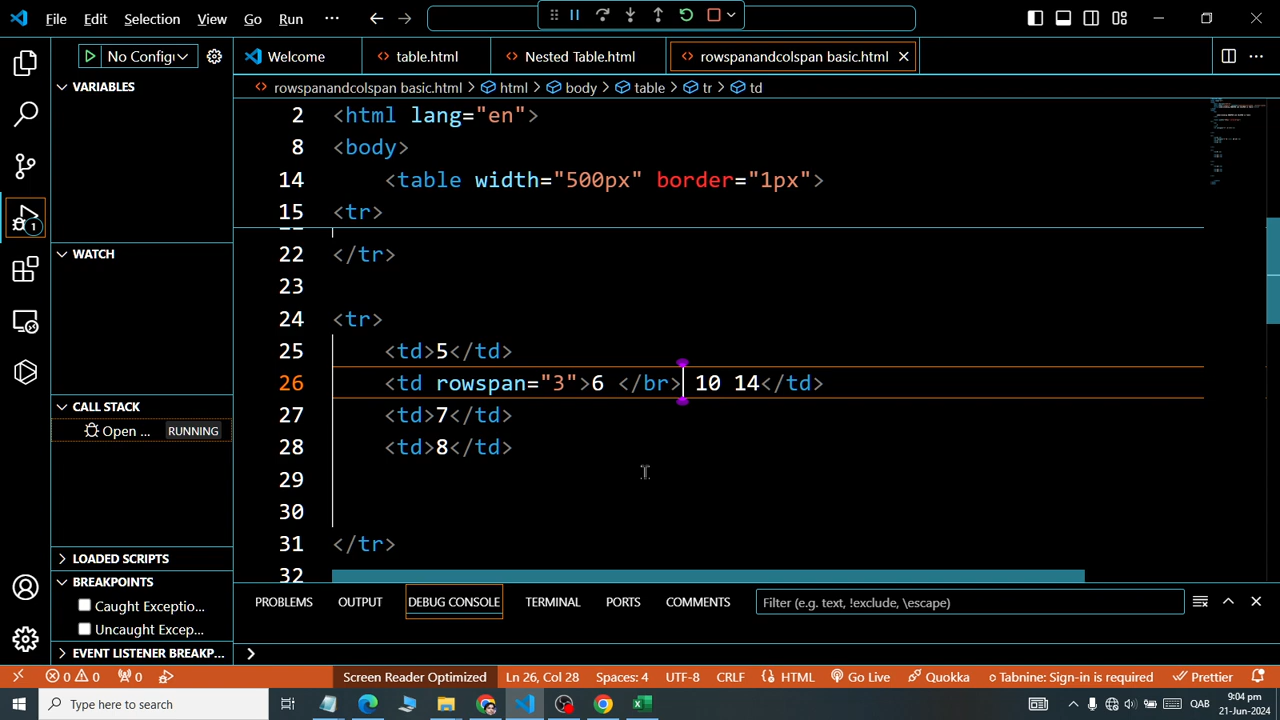 File Edit Selection View Go Run ···
No Config
Welcome
table.html
Nested Table.html
rowspanandcolspan basic.html
···
VARIABLES
rowspanandcolspan basic.html > html > body > table > tr > td
2 <html lang="en">
8 <body>
14 <table width="500px" border="1px">
15 <tr>
WATCH
22 </tr>
23
24 <tr>
25 <td>5</td>
26 <td rowspan="3">6 </br> 10 14</td>
27 <td>7</td>
28 <td>8</td>
29
30
31 </tr>
32
CALL STACK
Open ... RUNNING
1
LOADED SCRIPTS
BREAKPOINTS
Caught Exceptio...
Uncaught Excep...
EVENT LISTENER BREAKP...
PROBLEMS OUTPUT DEBUG CONSOLE TERMINAL PORTS COMMENTS
Filter (e.g. text, !exclude, \escape)
>
0 0 0 Screen Reader Optimized Ln 26, Col 28 Spaces: 4 UTF-8 CRLF HTML Go Live Quokka Tabnine: Sign-in is required Prettier
Type here to search
QAB
9:04 pm
21-Jun-2024